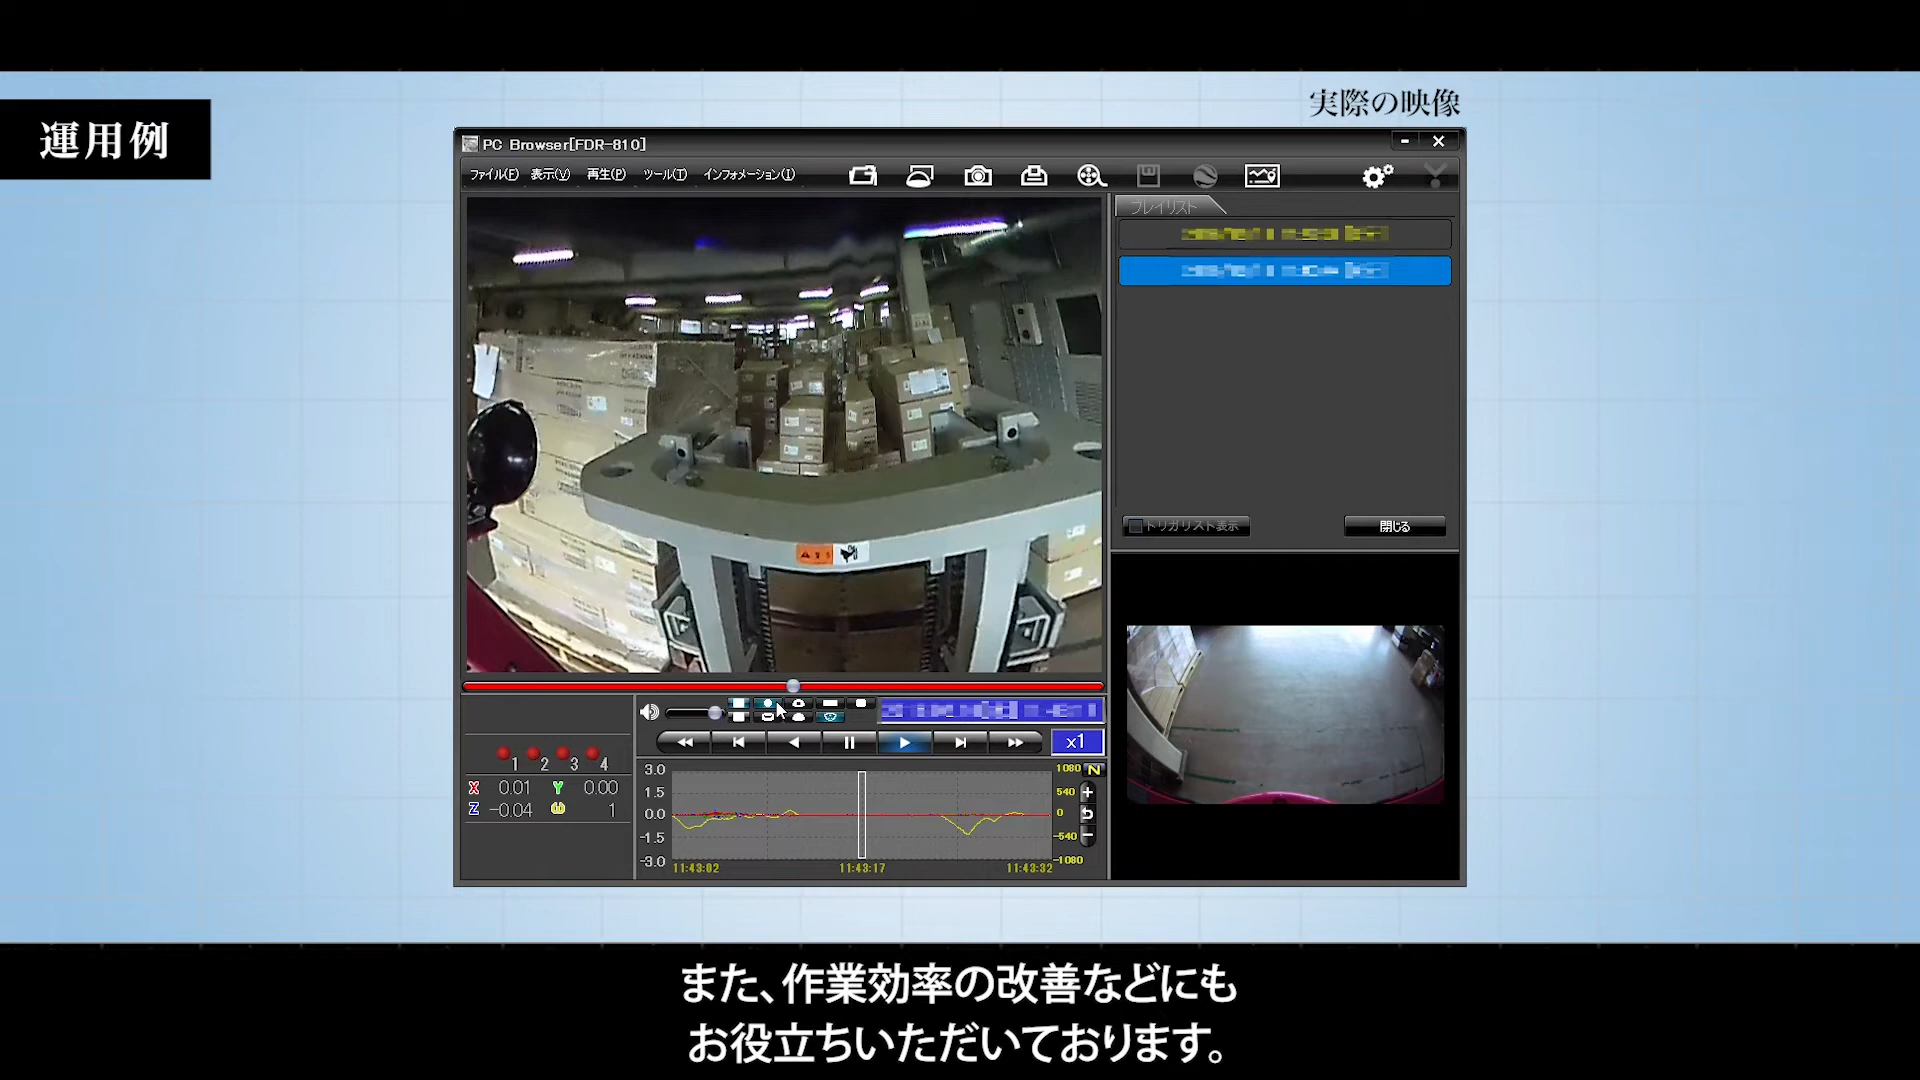 実際の映像
運用例
PC Browser[FDR-810]
ファイル(F) 表示(V) 再生(P) ツール(T) インフォメーション(I)
プレイリスト
トリガリスト表示
閉じる
x1
1 2 3 4
X 0.01 Y 0.00
Z -0.04 1
3.0
1.5
0.0
-1.5
-3.0
1080 N
540
0
-540
-1080
11:43:02 11:43:17 11:43:32
また、作業効率の改善などにも
お役立ちいただいております。